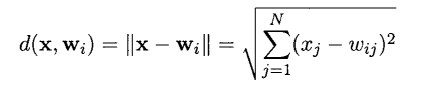 d(x, w_i) = ‖x − w_i‖ = √(∑_{j=1}^{N} (x_j − w_{ij})²)